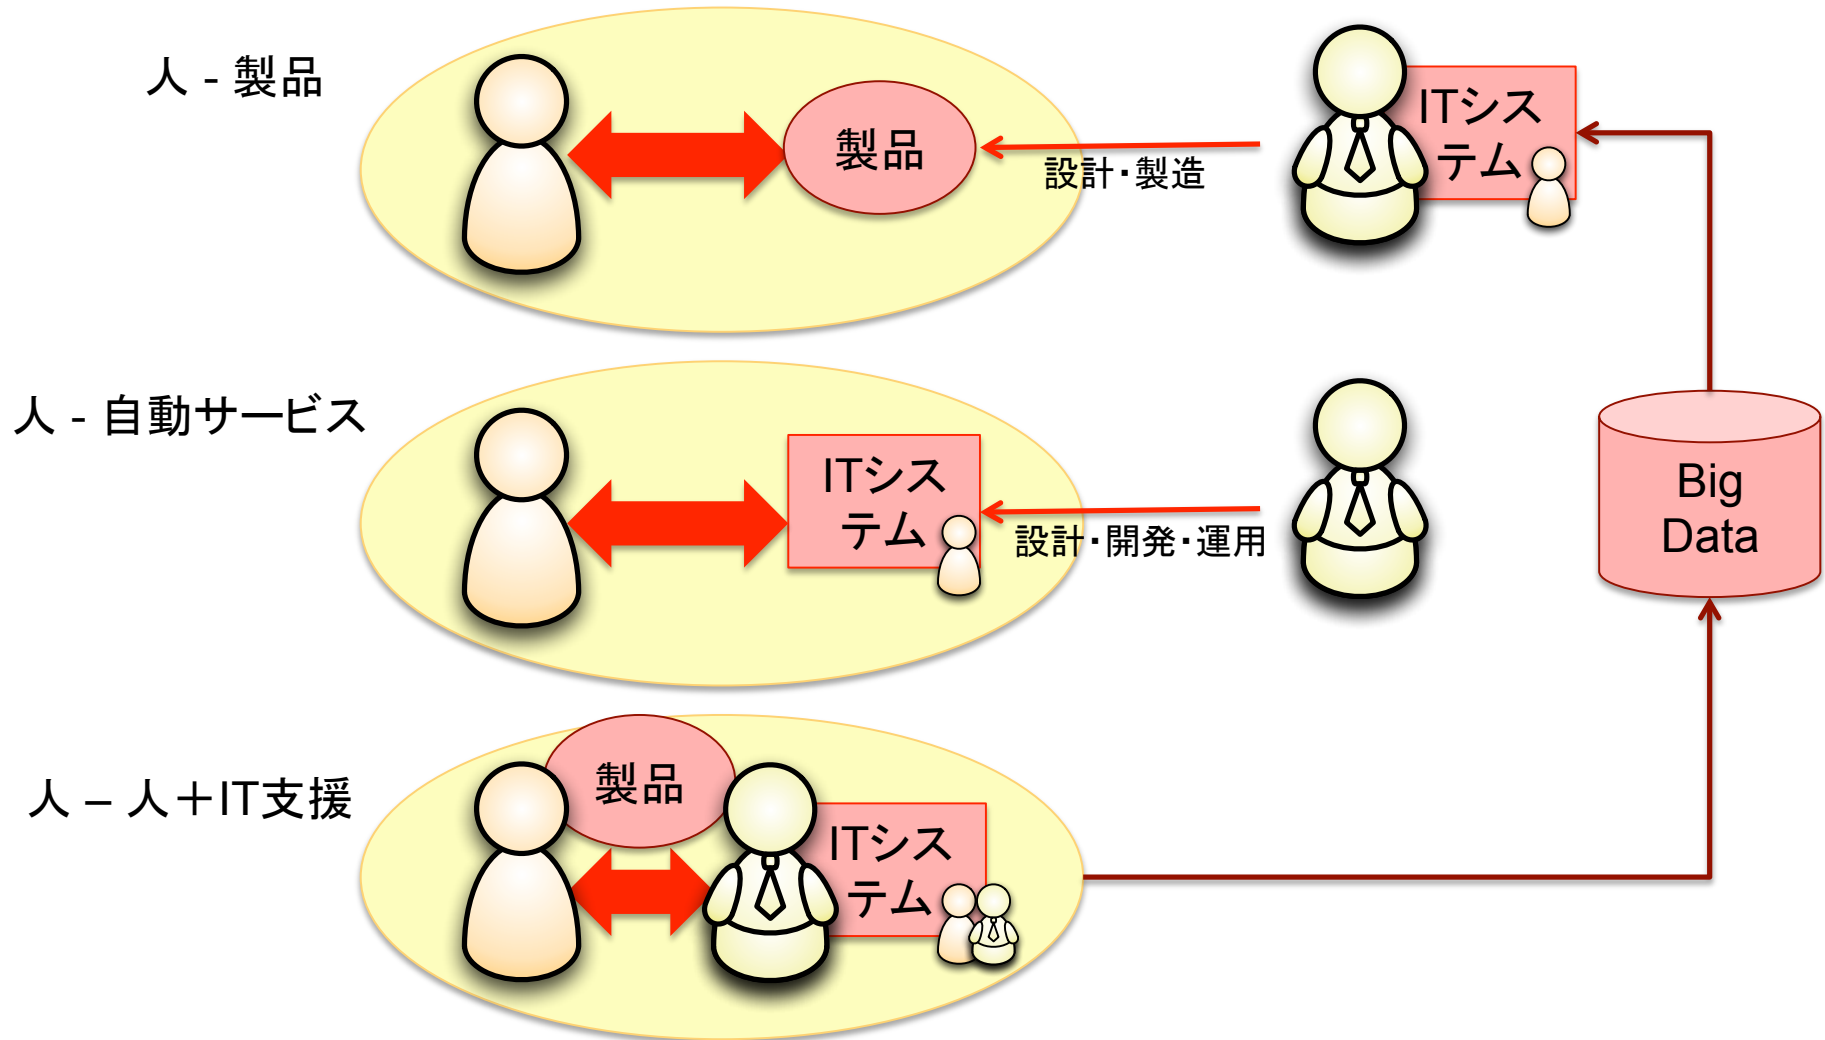 人 - 製品
製品
設計・製造
ITシス
テム
人 - 自動サービス
ITシス
テム
設計・開発・運用
Big
Data
人 – 人＋IT支援
製品
ITシス
テム